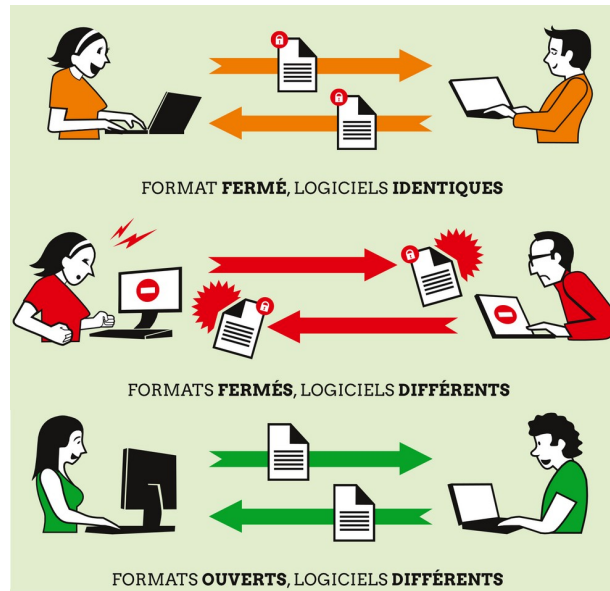 FORMAT FERMÉ, LOGICIELS IDENTIQUES
FORMATS FERMÉS, LOGICIELS DIFFÉRENTS
FORMATS OUVERTS, LOGICIELS DIFFÉRENTS